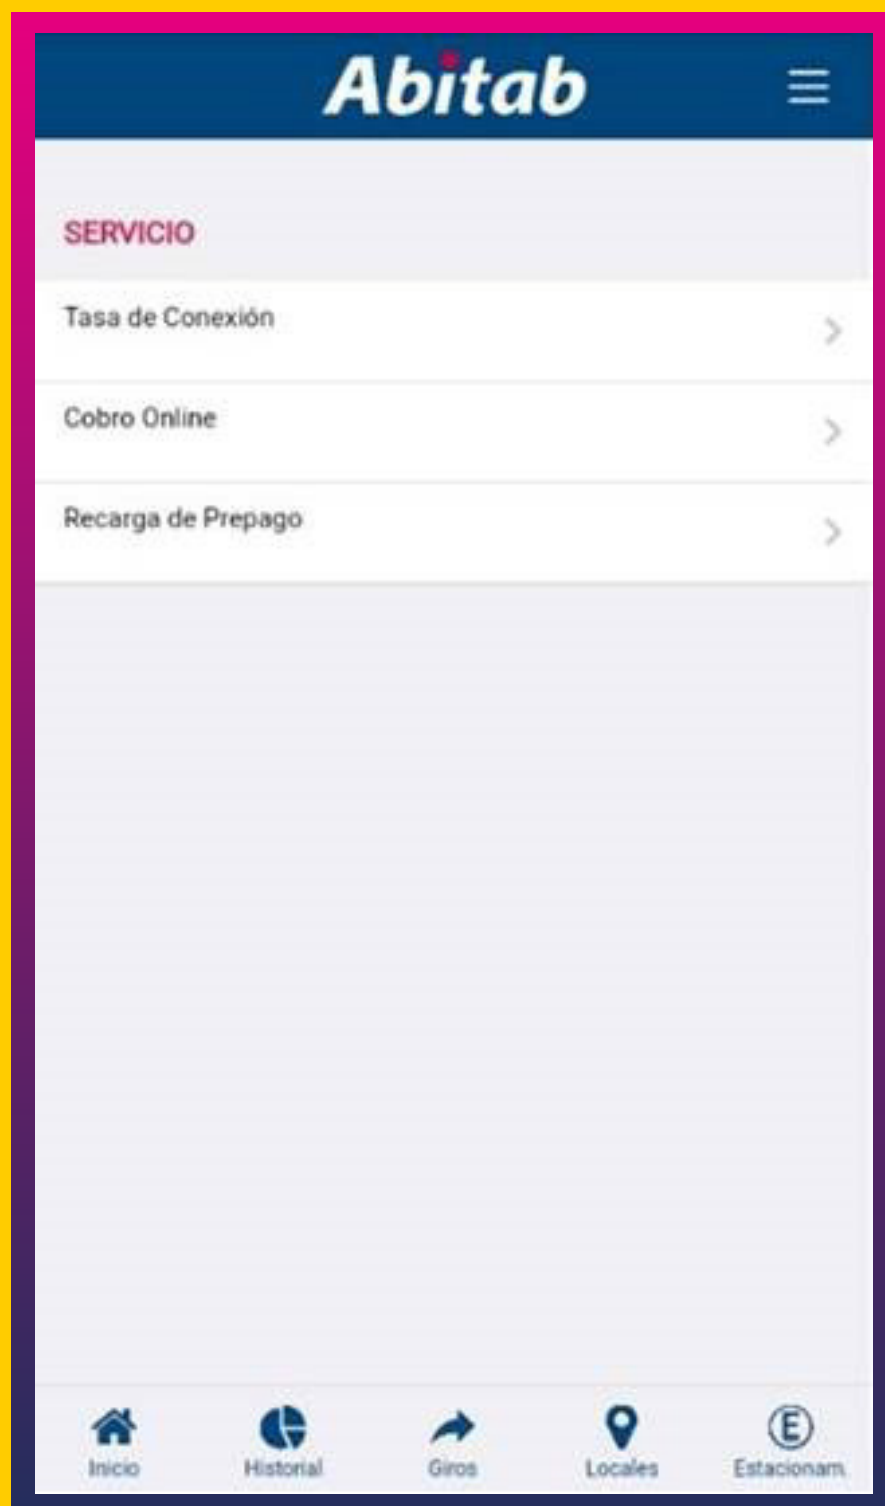 Abitab
SERVICIO
Tasa de Conexión
Cobro Online
Recarga de Prepago
Inicio
Historial
Giros
Locales
E
Estacionam.